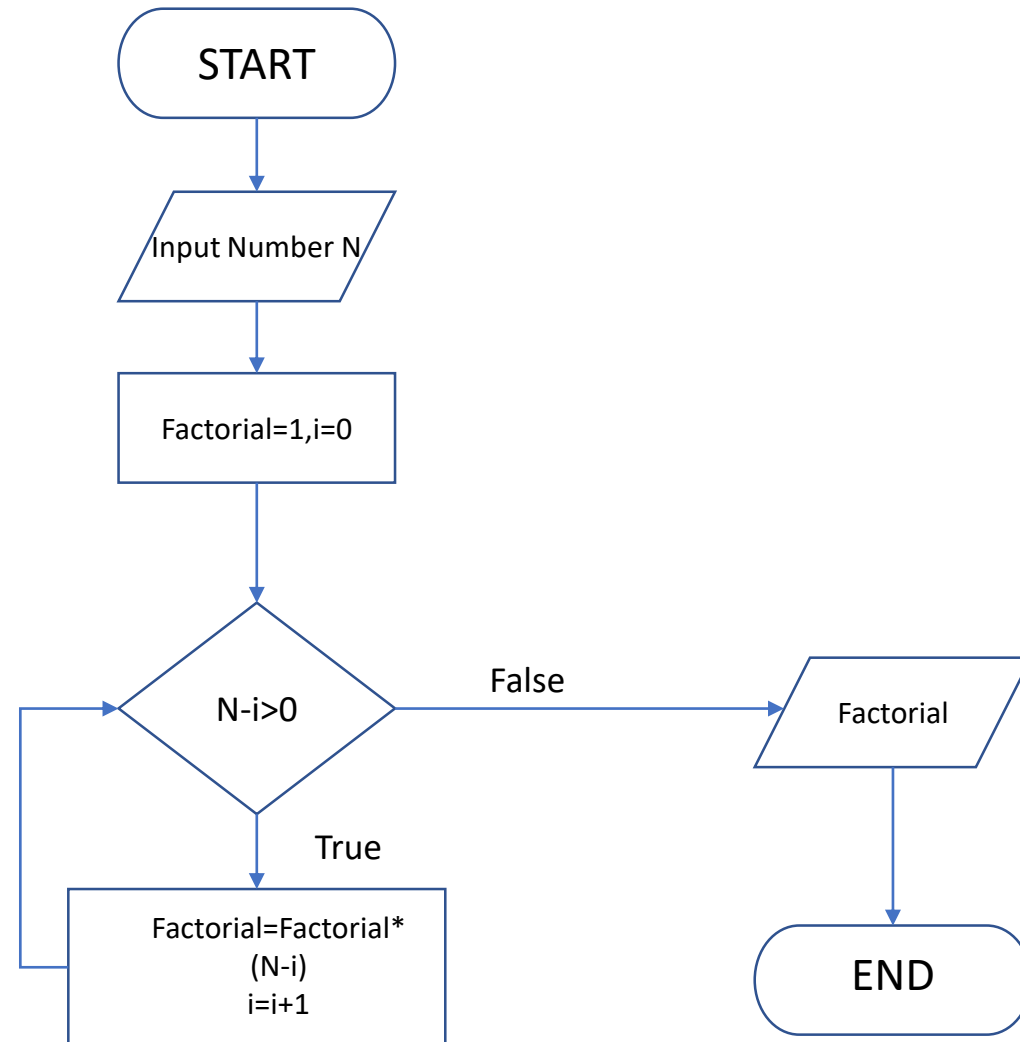 START
Input Number N
Factorial=1,i=0
N-i>0
False
Factorial
True
Factorial=Factorial*
(N-i)
i=i+1
END